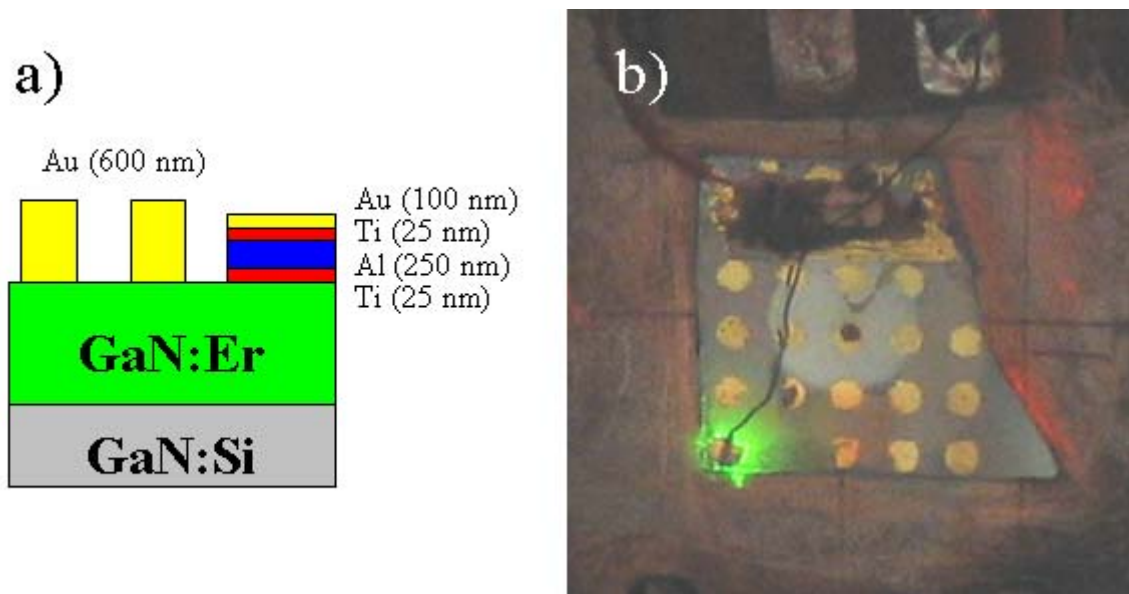 a)
Au (600 nm)
Au (100 nm)
Ti (25 nm)
Al (250 nm)
Ti (25 nm)
GaN:Er
GaN:Si
b)